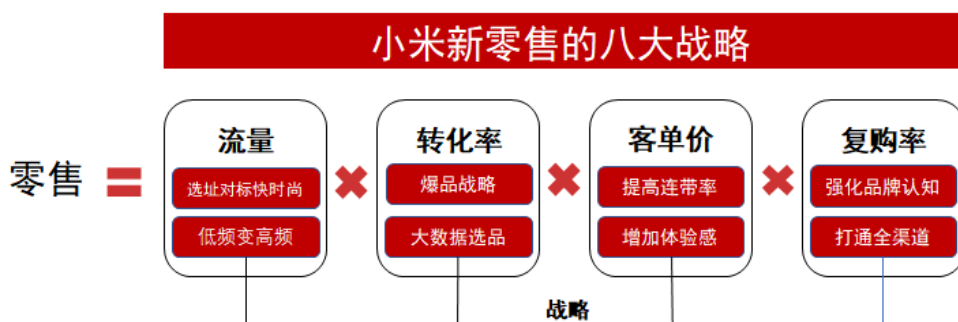 小米新零售的八大战略
零售 = 流量 × 转化率 × 客单价 × 复购率
选址对标快时尚 爆品战略 提高连带率 强化品牌认知
低频变高频 大数据选品 增加体验感 打通全渠道
战略